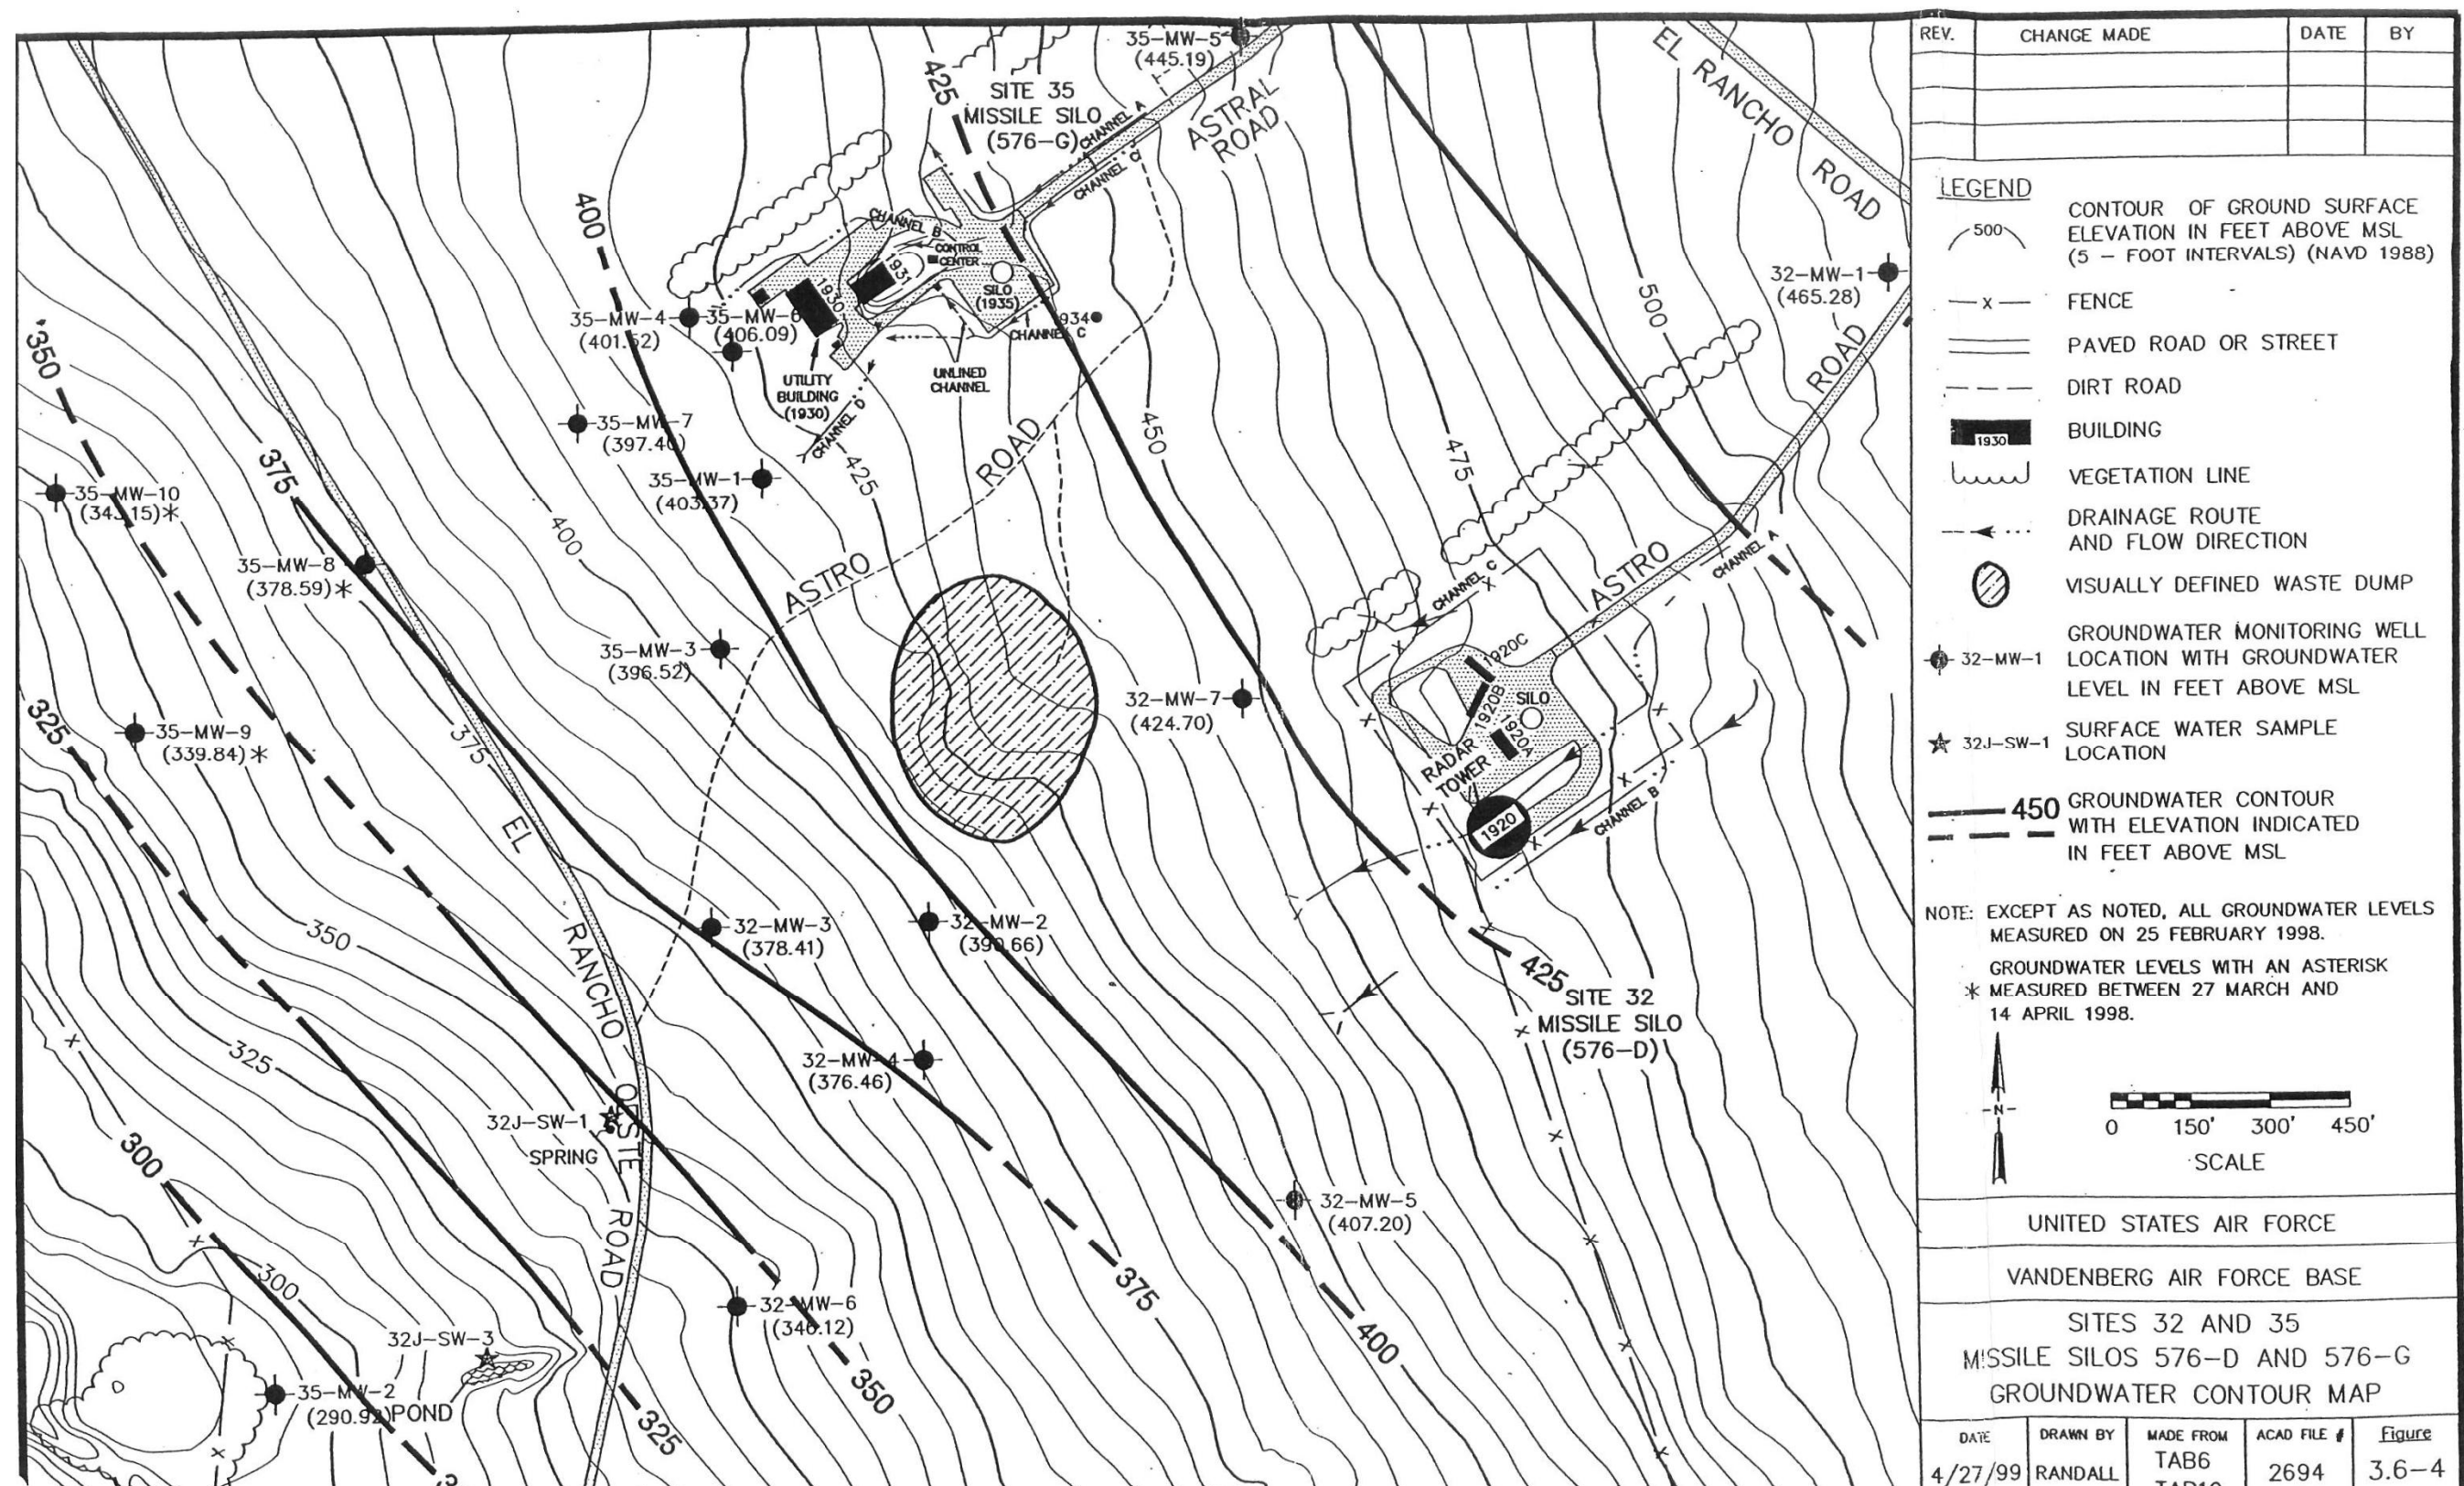 35-MW-5
(445.19)
425
SITE 35
MISSILE SILO
(576-G)
CHANNEL A
ASTRAL
ROAD
CHANNEL
EL RANCHO ROAD
400
CHANNEL B
CONTROL
CENTER
1931
1930
SILO
(1935)
CHANNEL C
32-MW-1
(465.28)
500
35-MW-4
35-MW-6
(406.09)
UTILITY
BUILDING
(1930)
UNLINED
CHANNEL
CHANNEL D
350
35-MW-7
375
35-MW-1
425
ROAD
450
475
ROAD
35-MW-10
400
35-MW-8
(378.59)*
ASTRO
ASTRO
CHANNEL C
CHANNEL A
35-MW-3
(396.52)
1920C
1920B
1920A
SILO
32-MW-7
(424.70)
RADAR
TOWER
1920
CHANNEL B
325
35-MW-9
(339.84)*
375
EL RANCHO OESTE ROAD
350
32-MW-3
(378.41)
32-MW-2
425
SITE 32
MISSILE SILO
(576-D)
325
32-MW-4
(376.46)
32J-SW-1
SPRING
300
32-MW-5
(407.20)
300
375
32-MW-6
400
32J-SW-3
350
35-MW-2
POND
325
REV.
CHANGE MADE
DATE
BY
LEGEND
500
CONTOUR OF GROUND SURFACE
ELEVATION IN FEET ABOVE MSL
(5 - FOOT INTERVALS) (NAVD 1988)
x
FENCE
PAVED ROAD OR STREET
DIRT ROAD
1930
BUILDING
VEGETATION LINE
DRAINAGE ROUTE
AND FLOW DIRECTION
VISUALLY DEFINED WASTE DUMP
32-MW-1
GROUNDWATER MONITORING WELL
LOCATION WITH GROUNDWATER
LEVEL IN FEET ABOVE MSL
32J-SW-1
SURFACE WATER SAMPLE
LOCATION
450
GROUNDWATER CONTOUR
WITH ELEVATION INDICATED
IN FEET ABOVE MSL
NOTE: EXCEPT AS NOTED, ALL GROUNDWATER LEVELS
MEASURED ON 25 FEBRUARY 1998.
GROUNDWATER LEVELS WITH AN ASTERISK
* MEASURED BETWEEN 27 MARCH AND
14 APRIL 1998.
-N-
0 150' 300' 450'
SCALE
UNITED STATES AIR FORCE
VANDENBERG AIR FORCE BASE
SITES 32 AND 35
MISSILE SILOS 576-D AND 576-G
GROUNDWATER CONTOUR MAP
DATE
4/27/99
DRAWN BY
RANDALL
MADE FROM
TAB6
ACAD FILE #
2694
Figure
3.6-4